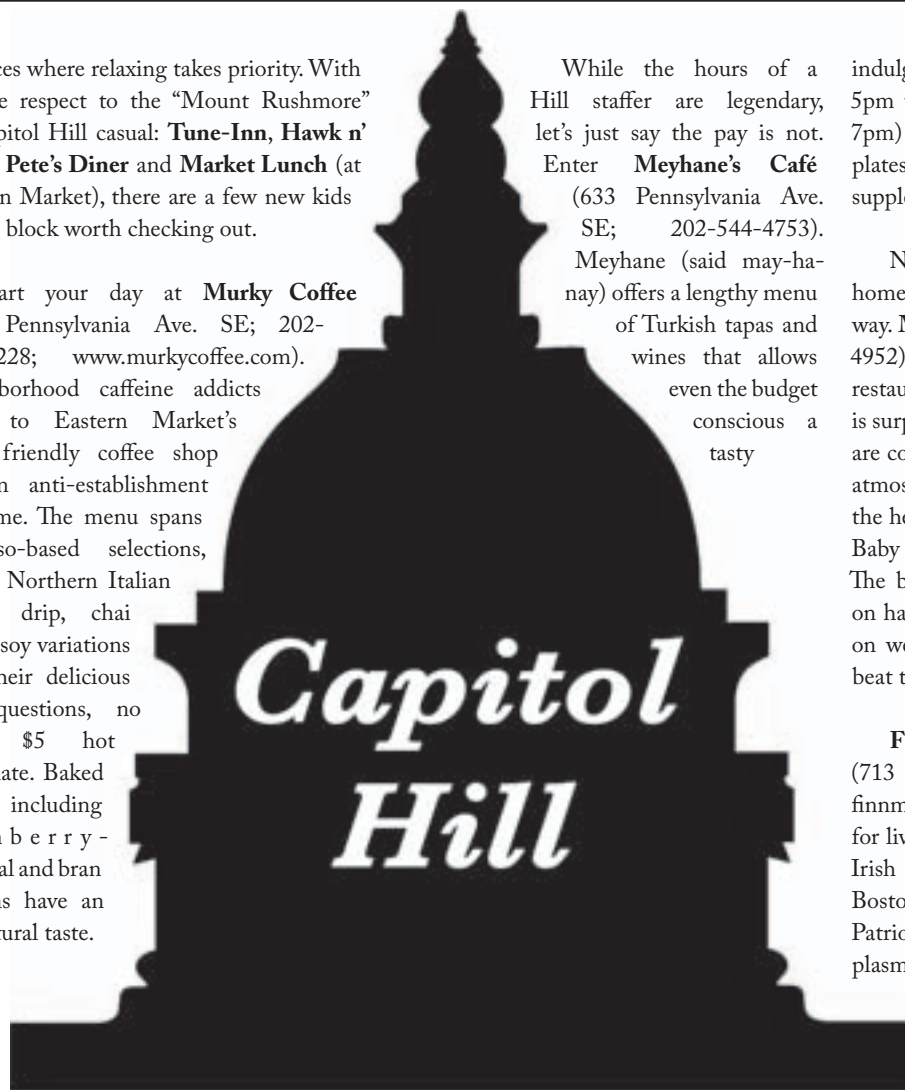 ces where relaxing takes priority. With
e respect to the “Mount Rushmore”
pitol Hill casual: Tune-Inn, Hawk n’
Pete’s Diner and Market Lunch (at
n Market), there are a few new kids
block worth checking out.
art your day at Murky Coffee
Pennsylvania Ave. SE; 202-
228; www.murkycoffee.com).
borhood caffeine addicts
to Eastern Market’s
friendly coffee shop
n anti-establishment
me. The menu spans
so-based selections,
Northern Italian
drip, chai
soy variations
heir delicious
questions, no
$5 hot
ate. Baked
including
n b e r r y -
al and bran
ns have an
tural taste.
While the hours of a
Hill staffer are legendary,
let’s just say the pay is not.
Enter Meyhane’s Café
(633 Pennsylvania Ave.
SE; 202-544-4753).
Meyhane (said may-ha-
nay) offers a lengthy menu
of Turkish tapas and
wines that allows
even the budget
conscious a
tasty
Capitol
Hill
indulg
5pm
7pm)
plates
supple
N
home
way. M
4952)
restau
is surp
are co
atmos
the he
Baby
The b
on ha
on we
beat t
F
(713
finnm
for liv
Irish
Bosto
Patrio
plasm